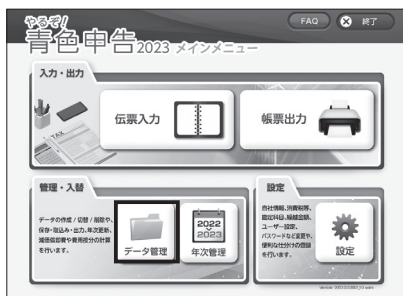 やるぞ!
青色申告2023 メインメニュー
FAQ
終了
入力・出力
伝票入力
帳票出力
TAX
管理・入替
データの作成/切替/削除や、
保存・取込み・出力、年次更新、
減価償却費や費用按分の計算
を行います。
データ管理
2022
2023
年次管理
設定
自社情報、消費税等、
勘定科目、繰越金額、
ユーザー設定、
パスワードなど変更や、
便利な仕分けの登録
を行います。
設定